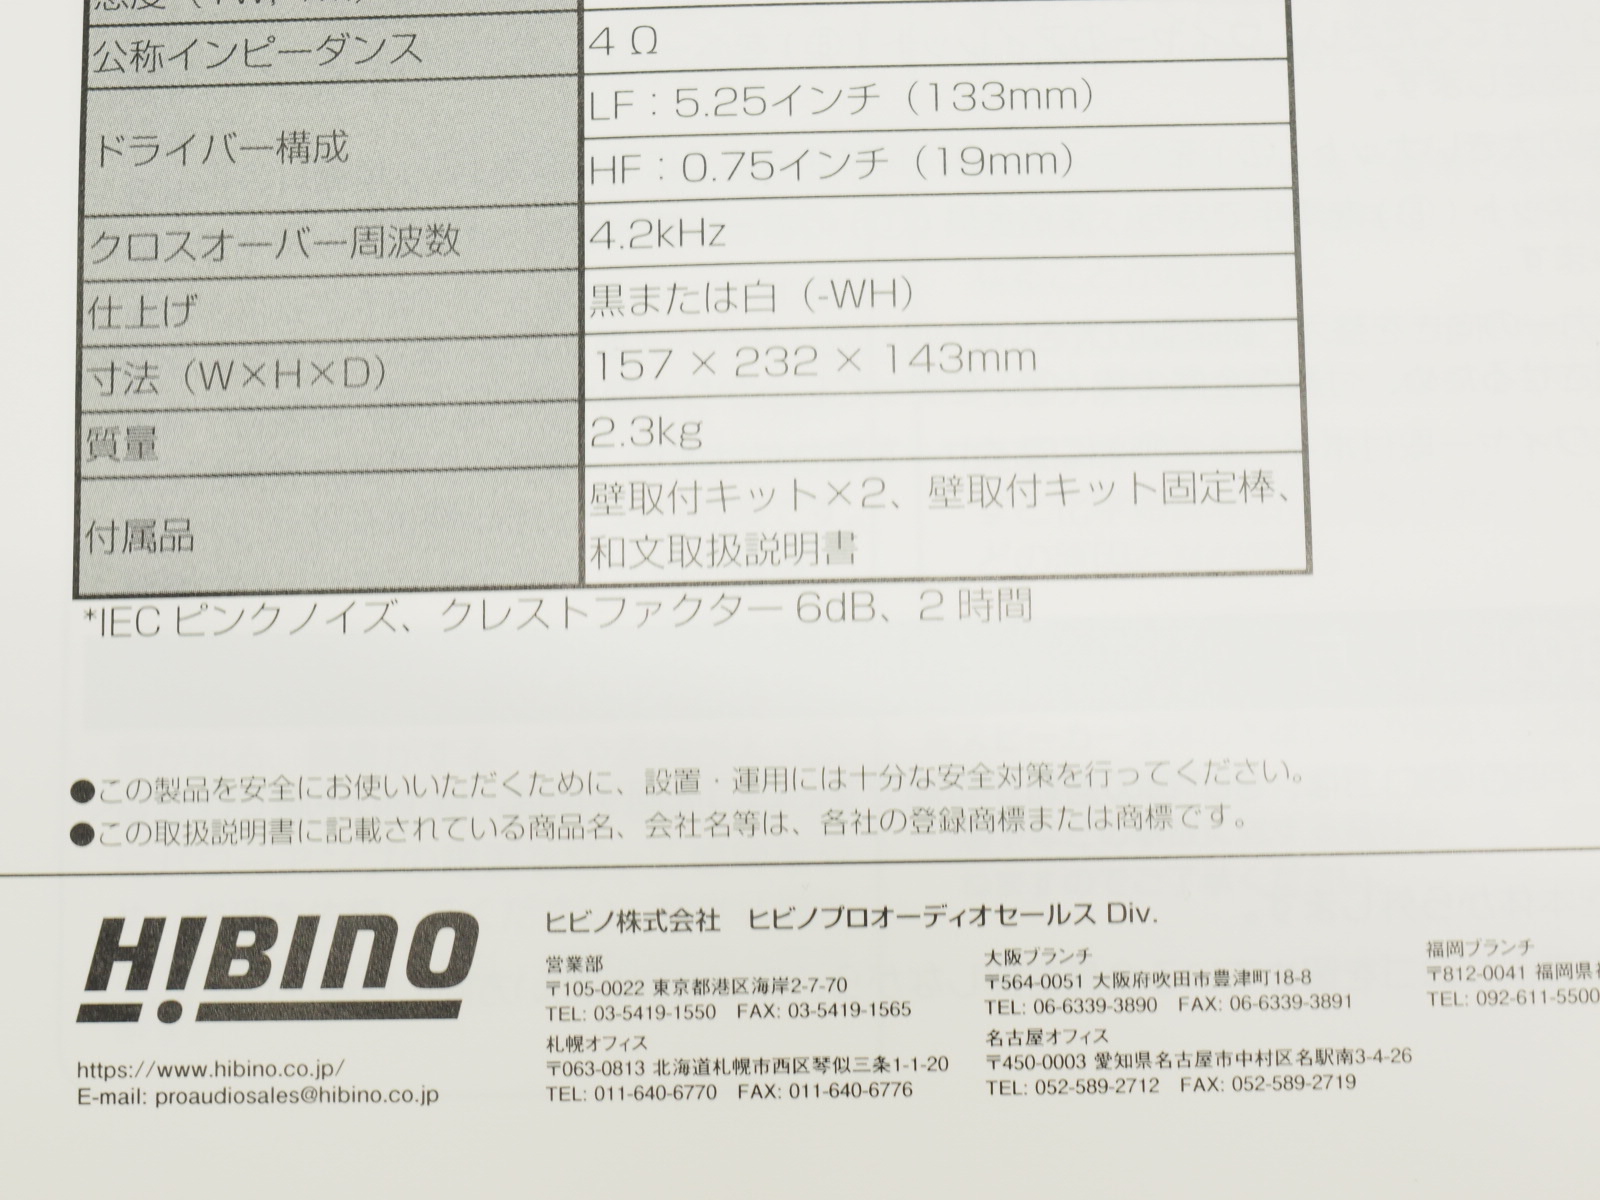 公称インピーダンス 4 Ω
ドライバー構成 LF：5.25インチ（133mm）
HF：0.75インチ（19mm）
クロスオーバー周波数 4.2kHz
仕上げ 黒または白（-WH）
寸法（W×H×D） 157 × 232 × 143mm
質量 2.3kg
付属品 壁取付キット×2、壁取付キット固定棒、
和文取扱説明書
*IEC ピンクノイズ、クレストファクター 6dB、2 時間
●この製品を安全にお使いいただくために、設置・運用には十分な安全対策を行ってください。
●この取扱説明書に記載されている商品名、会社名等は、各社の登録商標または商標です。
HIBINO
https://www.hibino.co.jp/
E-mail: proaudiosales@hibino.co.jp
ヒビノ株式会社 ヒビノプロオーディオセールス Div.
営業部
〒105-0022 東京都港区海岸2-7-70
TEL: 03-5419-1550 FAX: 03-5419-1565
札幌オフィス
〒063-0813 北海道札幌市西区琴似三条1-1-20
TEL: 011-640-6770 FAX: 011-640-6776
大阪ブランチ
〒564-0051 大阪府吹田市豊津町18-8
TEL: 06-6339-3890 FAX: 06-6339-3891
名古屋オフィス
〒450-0003 愛知県名古屋市中村区名駅南3-4-26
TEL: 052-589-2712 FAX: 052-589-2719
福岡ブランチ
〒812-0041 福岡県
TEL: 092-611-5500